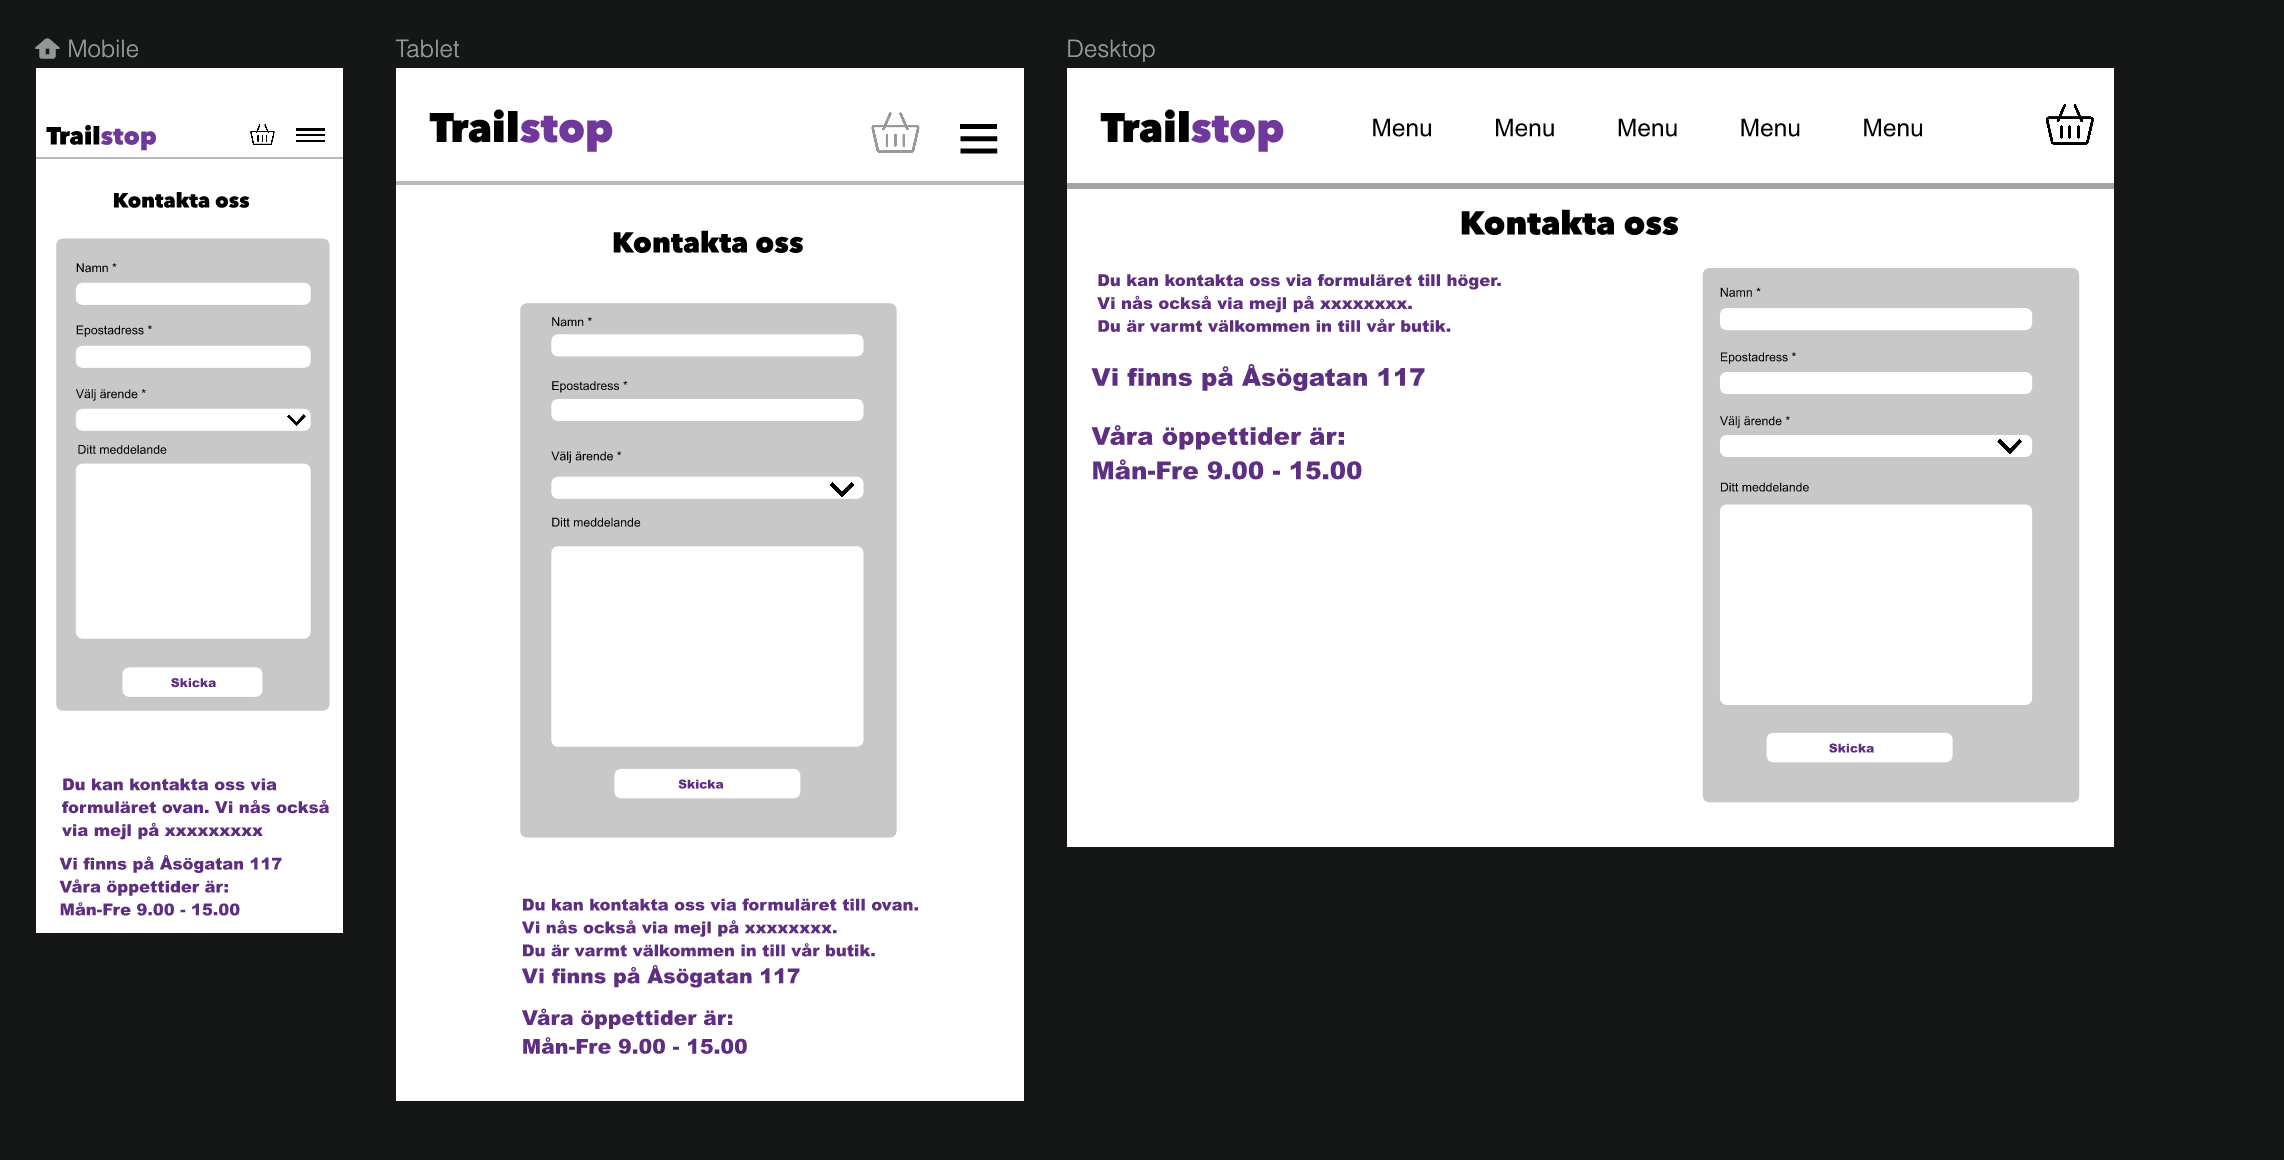 Mobile
Trailstop
Kontakta oss
Namn *
Epostadress *
Välj ärende *
Ditt meddelande
Skicka
Du kan kontakta oss via
formuläret ovan. Vi nås också
via mejl på xxxxxxxxx
Vi finns på Åsögatan 117
Våra öppettider är:
Mån-Fre 9.00 - 15.00
Tablet
Trailstop
Kontakta oss
Namn *
Epostadress *
Välj ärende *
Ditt meddelande
Skicka
Du kan kontakta oss via formuläret till ovan.
Vi nås också via mejl på xxxxxxxx.
Du är varmt välkommen in till vår butik.
Vi finns på Åsögatan 117
Våra öppettider är:
Mån-Fre 9.00 - 15.00
Desktop
Trailstop Menu Menu Menu Menu Menu
Kontakta oss
Du kan kontakta oss via formuläret till höger.
Vi nås också via mejl på xxxxxxxx.
Du är varmt välkommen in till vår butik.
Vi finns på Åsögatan 117
Våra öppettider är:
Mån-Fre 9.00 - 15.00
Namn *
Epostadress *
Välj ärende *
Ditt meddelande
Skicka